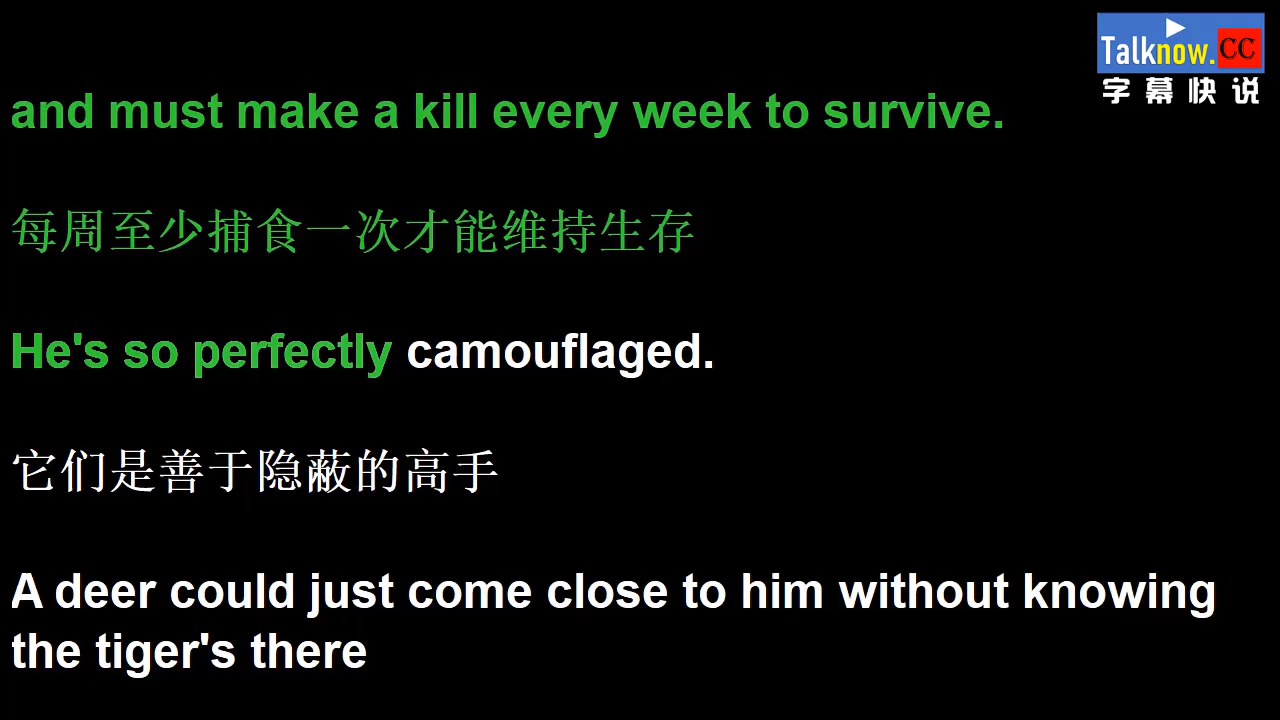 Talknow.CC
字幕快说
and must make a kill every week to survive.
每周至少捕食一次才能维持生存
He's so perfectly camouflaged.
它们是善于隐蔽的高手
A deer could just come close to him without knowing
the tiger's there